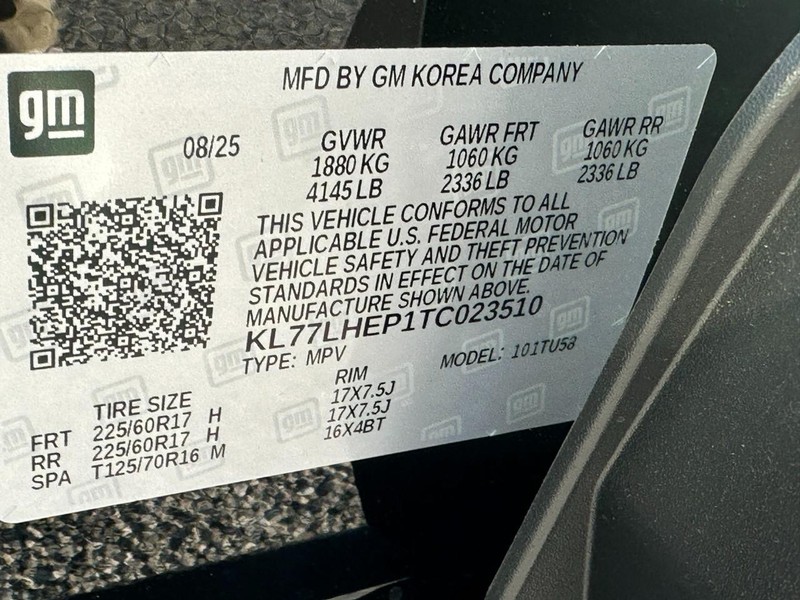 gm
MFD BY GM KOREA COMPANY
08/25
GVWR
1880 KG
4145 LB
GAWR FRT
1060 KG
2336 LB
GAWR RR
1060 KG
2336 LB
THIS VEHICLE CONFORMS TO ALL
APPLICABLE U.S. FEDERAL MOTOR
VEHICLE SAFETY AND THEFT PREVENTION
STANDARDS IN EFFECT ON THE DATE OF
MANUFACTURE SHOWN ABOVE.
KL77LHEP1TC023510
TYPE: MPV MODEL: 101TU58
TIRE SIZE RIM
FRT 225/60R17 H 17X7.5J
RR 225/60R17 H 17X7.5J
SPA T125/70R16 M 16X4BT